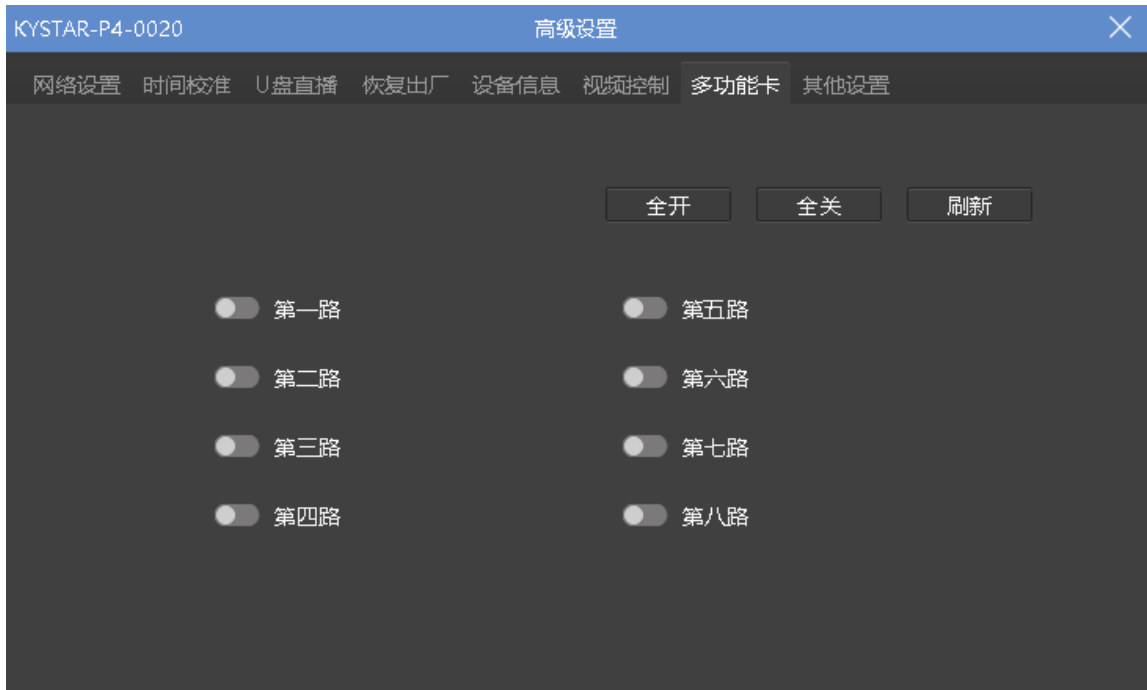 KYSTAR-P4-0020 高级设置
网络设置 时间校准 U盘直播 恢复出厂 设备信息 视频控制 多功能卡 其他设置
全开 全关 刷新
第一路 第五路
第二路 第六路
第三路 第七路
第四路 第八路